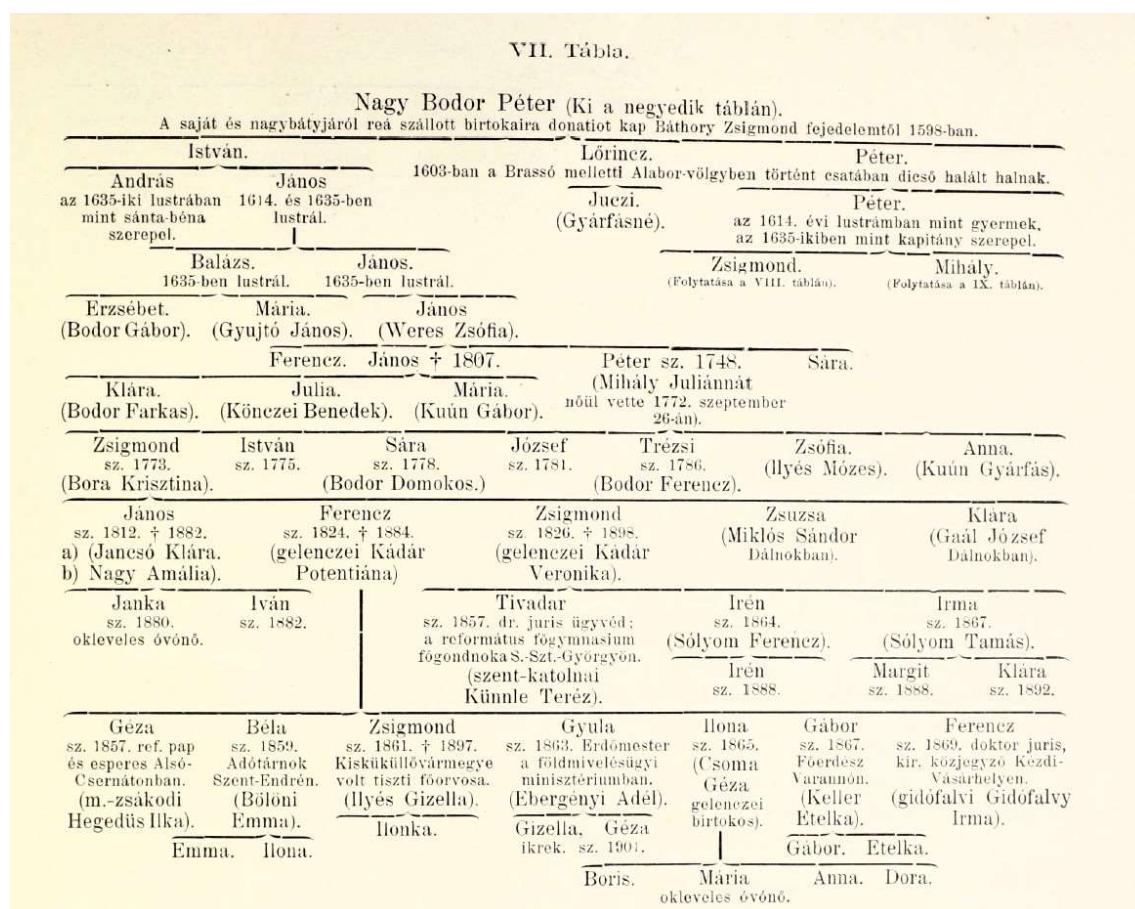 VII. Tábla.
Nagy Bodor Péter (Ki a negyedik táblán).
A saját és nagybátyjáról reá szállott birtokaira donatiot kap Báthory Zsigmond fejedelemtől 1598-ban.
István. Lőrincz. Péter.
1603-ban a Brassó melletti Alabor-völgyben történt csatában dicső halált halnak.
András János Juczi. Péter.
az 1635-iki lustrában 1614. és 1635-ben (Gyárfásné). az 1614. évi lustrámban mint gyermek,
mint sánta-béna lustrál. az 1635-ikiben mint kapitány szerepel.
szerepel.
Balázs. János. Zsigmond. Mihály.
1635-ben lustrál. 1635-ben lustrál. (Folytatása a VIII. táblán). (Folytatása a IX. táblán).
Erzsébet. Mária. János
(Bodor Gábor). (Gyujtó János). (Weres Zsófia).
Ferencz. János † 1807. Péter sz. 1748. Sára.
Klára. Julia. Mária. (Mihály Juliánnát
(Bodor Farkas). (Könczei Benedek). (Kuún Gábor). nőül vette 1772. szeptember
26-án).
Zsigmond István Sára József Trézsi Zsófia. Anna.
sz. 1773. sz. 1775. sz. 1778. sz. 1781. sz. 1786. (Ilyés Mózes). (Kuún Gyárfás).
(Bora Krisztina). (Bodor Domokos.) (Bodor Ferencz).
János Ferencz Zsigmond Zsuzsa Klára
sz. 1812. † 1882. sz. 1824. † 1884. sz. 1826. † 1898. (Miklós Sándor (Gaál József
a) (Jancsó Klára. (gelenczei Kádár (gelenczei Kádár Dálnokban). Dálnokban).
b) Nagy Amália). Potentiána) Veronika).
Janka Iván Tivadar Irén Irma
sz. 1880. sz. 1882. sz. 1857. dr. juris ügyvéd; sz. 1864. sz. 1867.
okleveles óvónő. a református főgymnasium (Sólyom Ferencz). (Sólyom Tamás).
főgondnoka S.-Szt.-Györgyön.
(szent-katolnai Irén Margit Klára
Künnle Teréz). sz. 1888. sz. 1888. sz. 1892.
Géza Béla Zsigmond Gyula Ilona Gábor Ferencz
sz. 1857. ref. pap sz. 1859. sz. 1861. † 1897. sz. 1863. Erdőmester sz. 1865. sz. 1867. sz. 1869. doktor juris,
és esperes Alsó- Adótárnok Kisküküllővármegye a földmivelésügyi (Csoma Főerdész kir. közjegyző Kézdi-
Csernátonban. Szent-Endrén. volt tiszti főorvosa. minisztériumban. Géza Varannón. Vásárhelyen.
(m.-zsákodi (Bölöni (Ilyés Gizella). (Ebergényi Adél). gelenczei (Keller (gidófalvi Gidófalvy
Hegedüs Ilka). Emma). Ilonka. Gizella, Géza birtokos). Etelka). Irma).
Emma. Ilona. ikrek. sz. 1901. Gábor. Etelka.
Boris. Mária Anna. Dora.
okleveles óvónő.